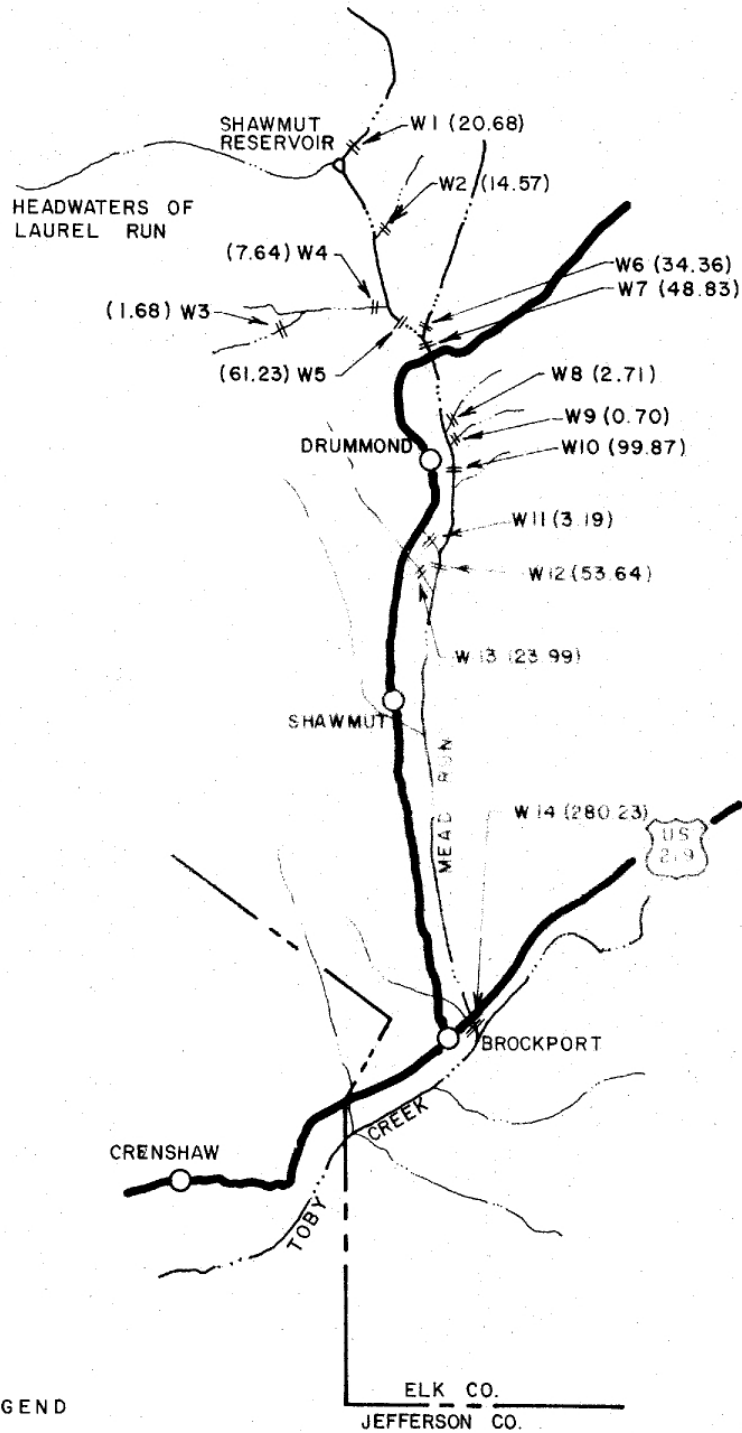 SHAWMUT
RESERVOIR
W1 (20.68)
W2 (14.57)
HEADWATERS OF
LAUREL RUN
(7.64) W4
W6 (34.36)
W7 (48.83)
(1.68) W3
(61.23) W5
W8 (2.71)
W9 (0.70)
DRUMMOND
W10 (99.87)
W11 (3.19)
W12 (53.64)
W13 (23.99)
SHAWMUT
MEAD RUN
W14 (280.23)
US
219
BROCKPORT
CREEK
CRENSHAW
TOBY
ELK CO.
GEND
JEFFERSON CO.